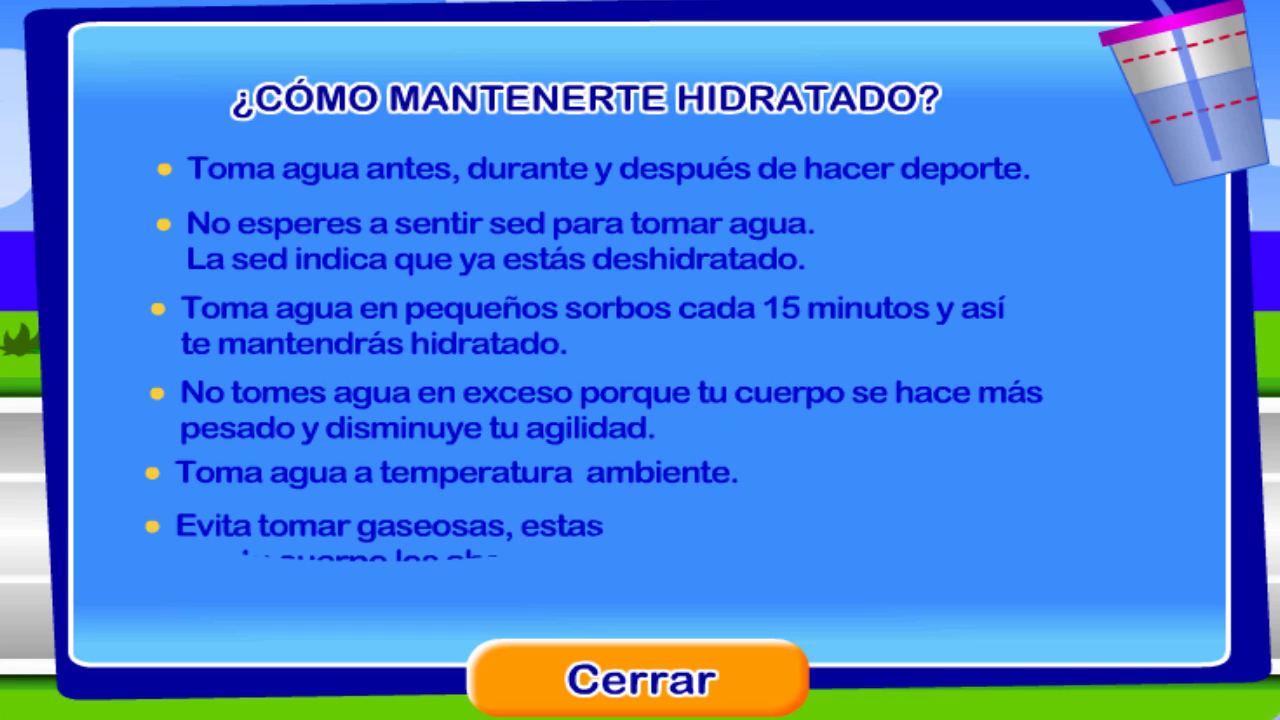 ¿CÓMO MANTENERTE HIDRATADO?
Toma agua antes, durante y después de hacer deporte.
No esperes a sentir sed para tomar agua.
La sed indica que ya estás deshidratado.
Toma agua en pequeños sorbos cada 15 minutos y así
te mantendrás hidratado.
No tomes agua en exceso porque tu cuerpo se hace más
pesado y disminuye tu agilidad.
Toma agua a temperatura ambiente.
Evita tomar gaseosas, estas
cuerpo los
Cerrar